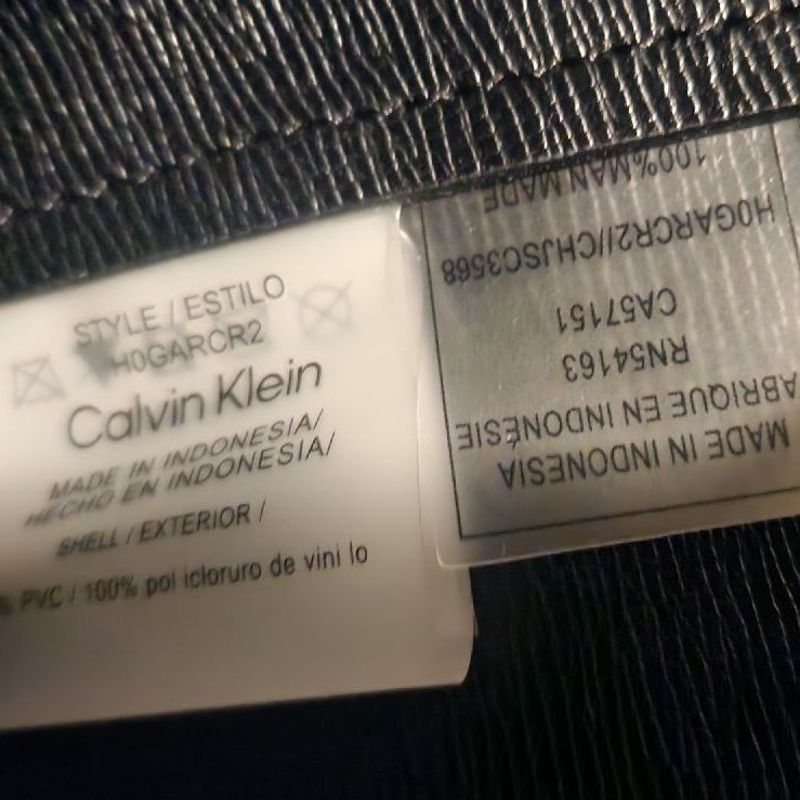 STYLE / ESTILO
H0GARCR2
Calvin Klein
MADE IN INDONESIA/
HECHO EN INDONESIA/
SHELL / EXTERIOR /
% PVC / 100% pol icloruro de vini lo
MADE IN INDONESIA
ABRIQUE EN INDONÉSIE
RN54163
CA57151
H0GARCR2//CHJSC3568
100%MAN MADE